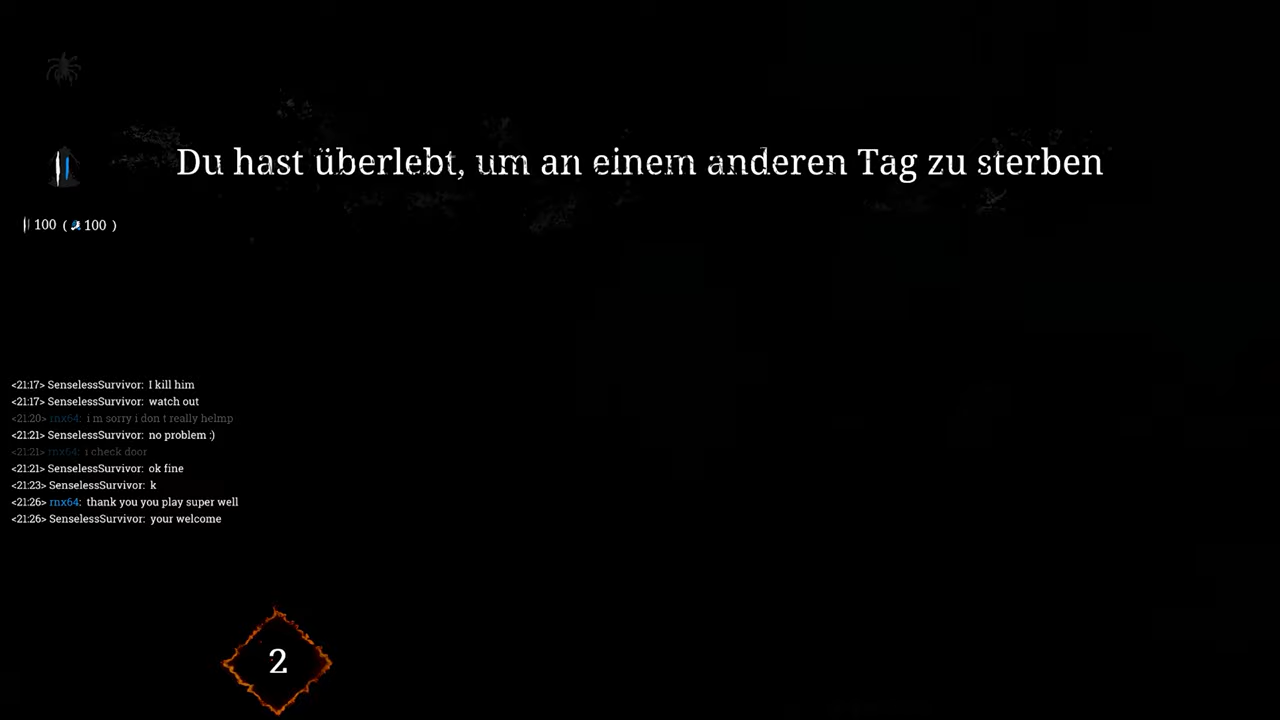 Du hast überlebt, um an einem anderen Tag zu sterben
100 ( 100 )
<21:17> SenselessSurvivor: I kill him
<21:17> SenselessSurvivor: watch out
<21:20> rnx64: i m sorry i don t really helmp
<21:21> SenselessSurvivor: no problem :)
<21:21> rnx64: i check door
<21:21> SenselessSurvivor: ok fine
<21:23> SenselessSurvivor: k
<21:26> rnx64: thank you you play super well
<21:26> SenselessSurvivor: your welcome
2